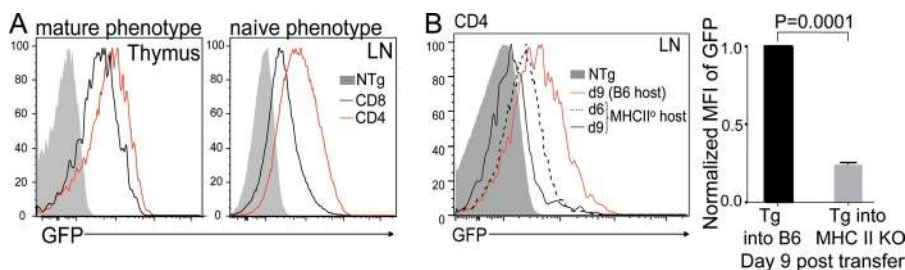 A
mature phenotype
naive phenotype
Thymus
LN
100
80
60
40
20
0
100
80
60
40
20
0
NTg
CD8
CD4
GFP
B
CD4
LN
100
80
60
40
20
0
NTg
d9 (B6 host)
d6
d9
MHCIIº host
GFP
P=0.0001
Normalized MFI of GFP
1.0
0.5
0
Tg into B6
Tg into MHC II KO
Day 9 post transfer